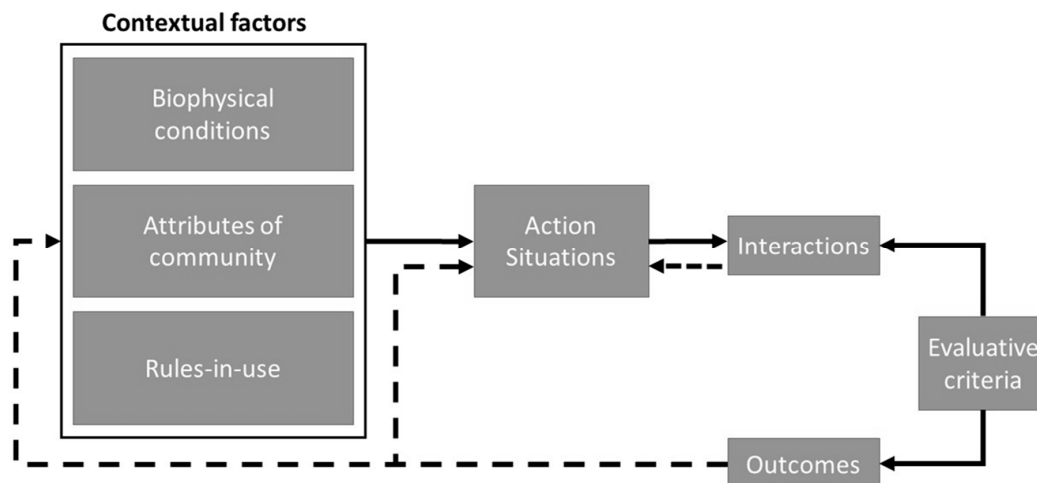 Contextual factors
Biophysical
conditions
Attributes of
community
Rules-in-use
Action
Situations
Interactions
Evaluative
criteria
Outcomes